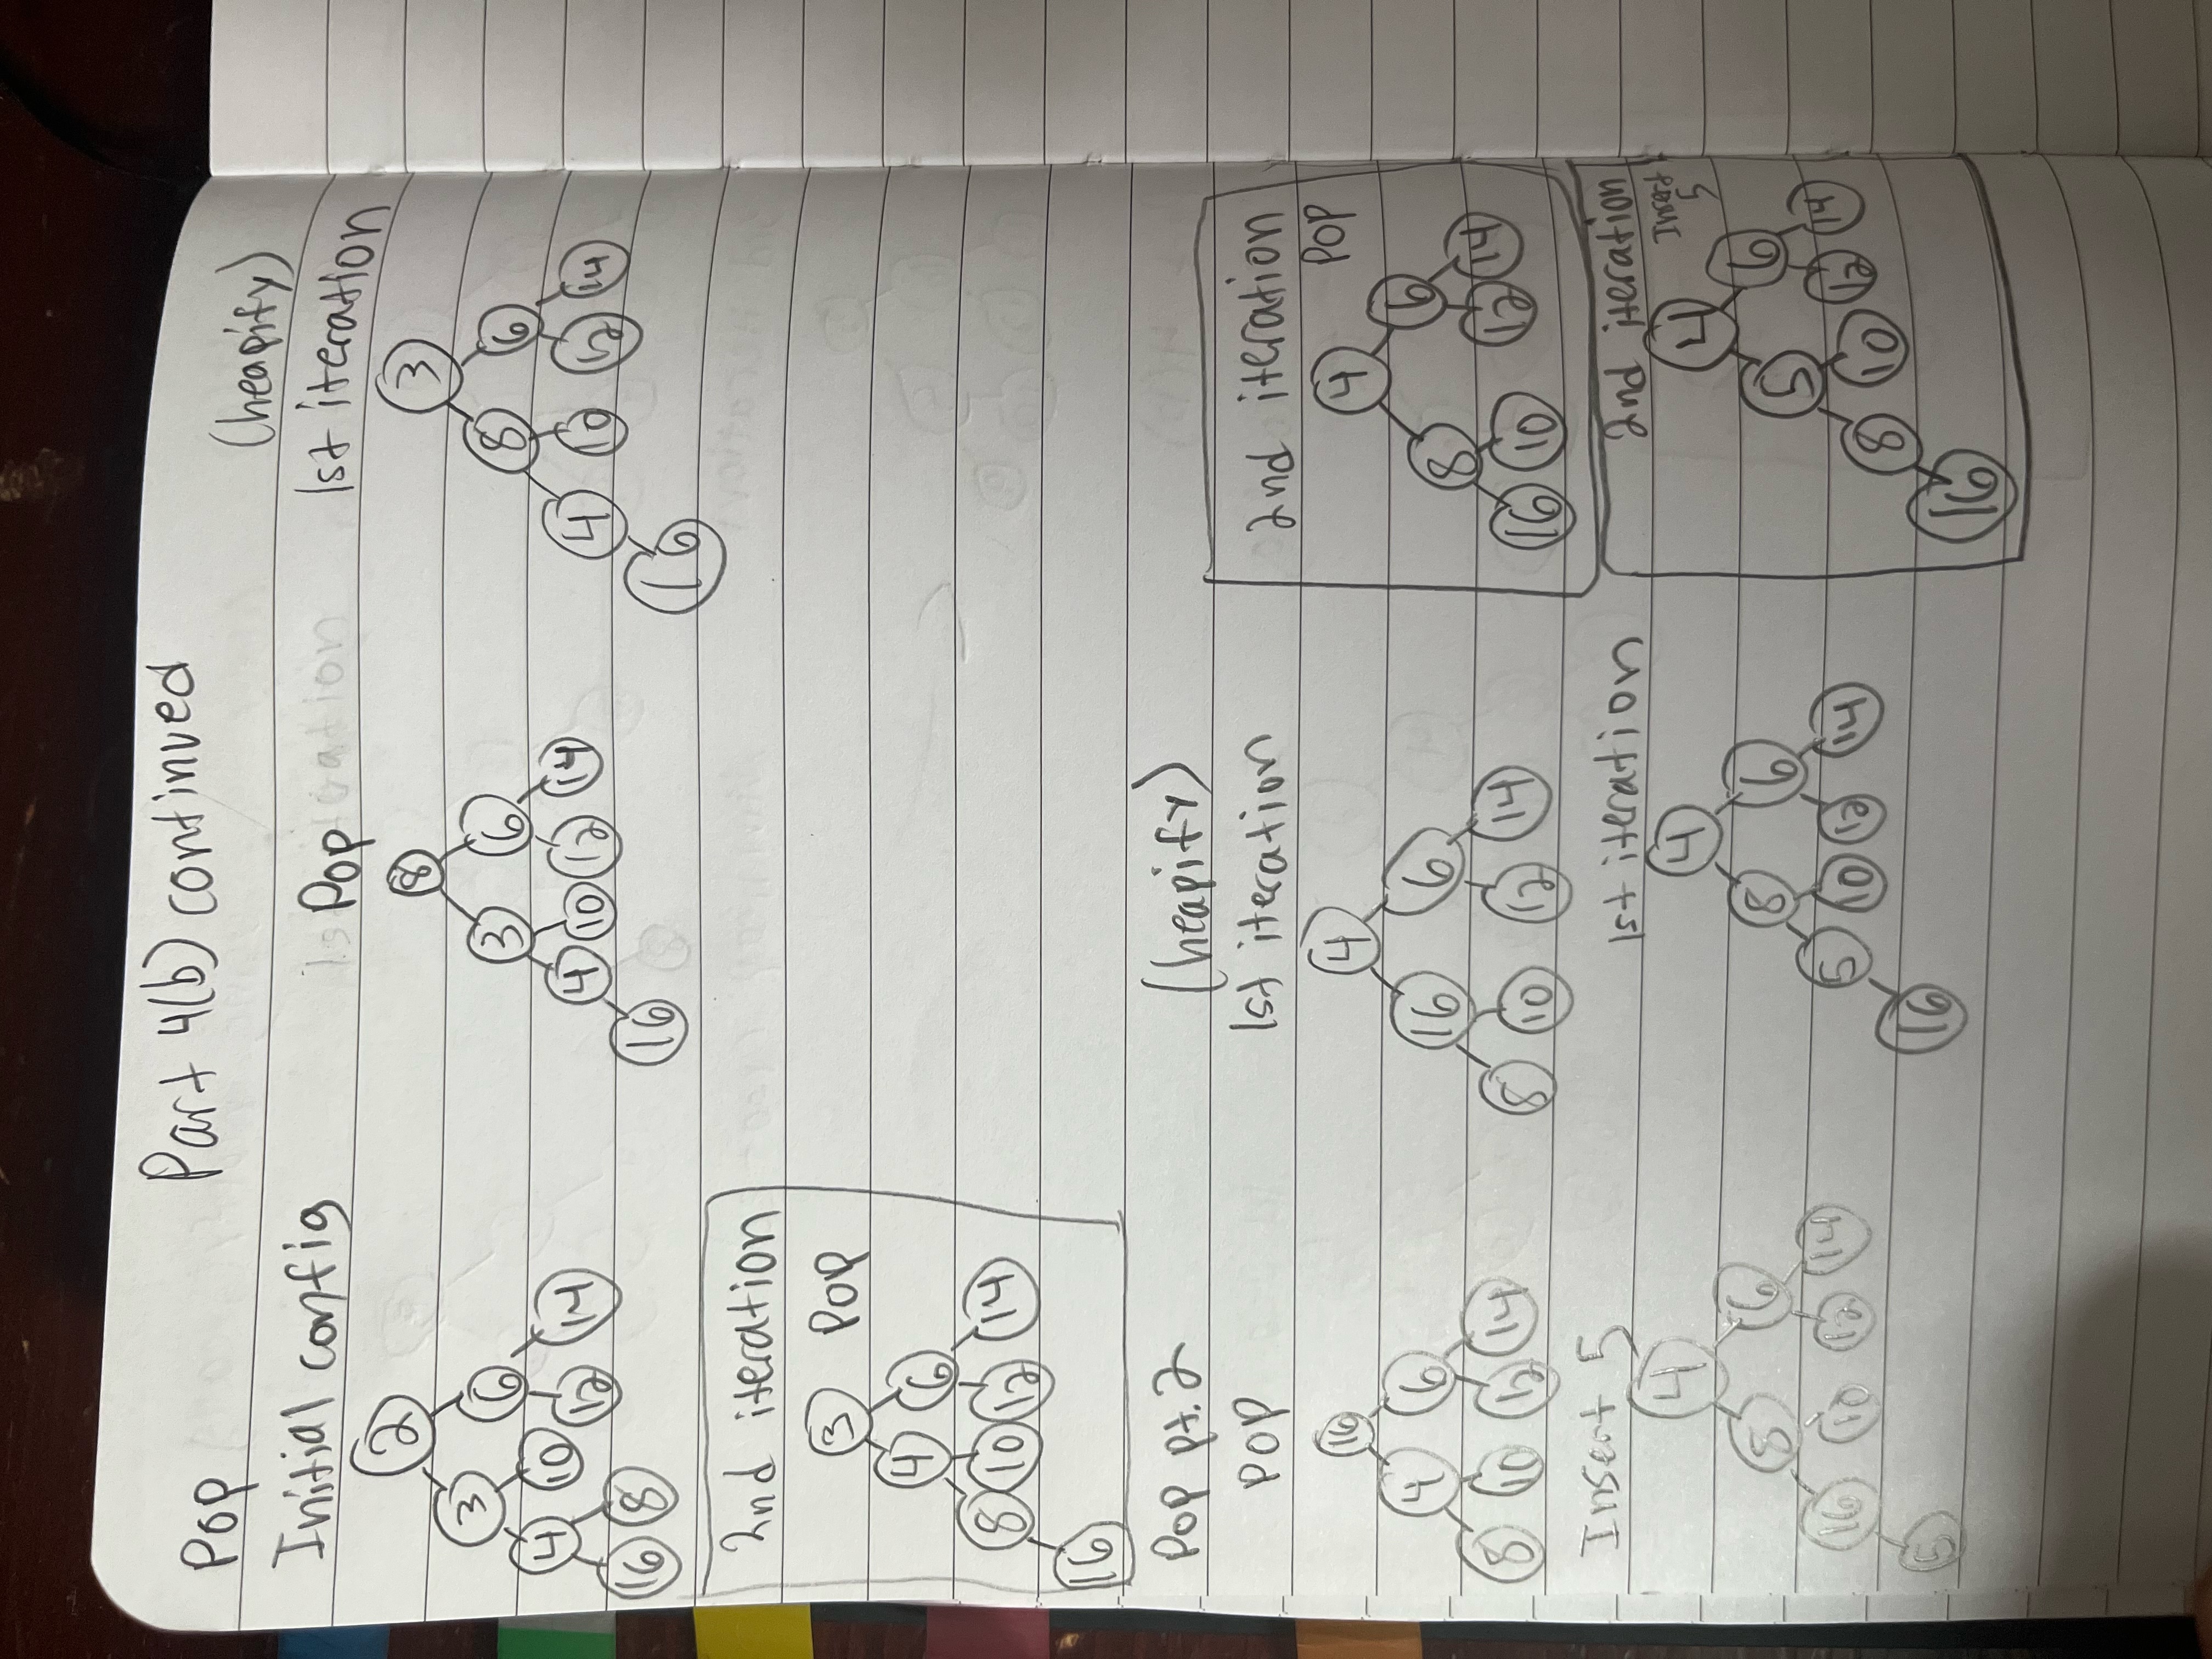 Part 4(b) continued
Pop
(heapify)
Initial config
Pop
1st iteration
2
3 6
4 10 12 14
16 8
8
3 6
4 10 12 14
16
3
8 6
4 10 12 14
16
2nd iteration
3 Pop
4 6
8 10 12 14
16
Pop pt. 2
(heapify)
POP
1st iteration
2nd iteration
16
4 6
8 10 12 14
4
16 6
8 10 12 14
4 POP
8 6
16 10 12 14
Insert 5
1st iteration
2nd iteration
4
8 6
16 10 12 14
5
4
8 6
5 10 12 14
16
4 Insert
5
5 6
8 10 12 14
16